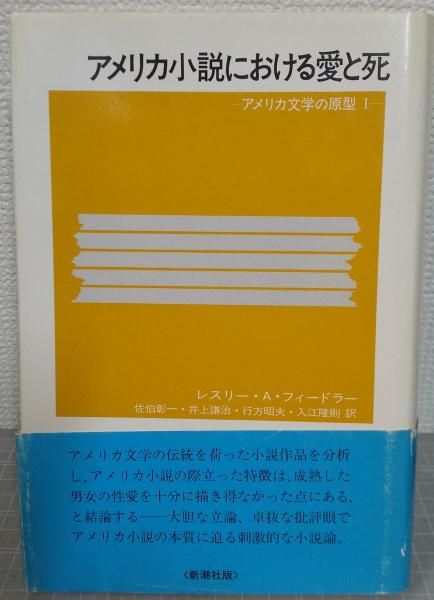 アメリカ小説における愛と死
―アメリカ文学の原型 I―
レスリー・A・フィードラー
佐伯彰一・井上謙治・行方昭夫・入江隆則 訳
アメリカ文学の伝統を荷った小説作品を分析
し、アメリカ小説の際立った特徴は、成熟した
男女の性愛を十分に描き得なかった点にある、
と結論する――大胆な立論、卓抜な批評眼で
アメリカ小説の本質に迫る刺激的な小説論。
〈新潮社版〉